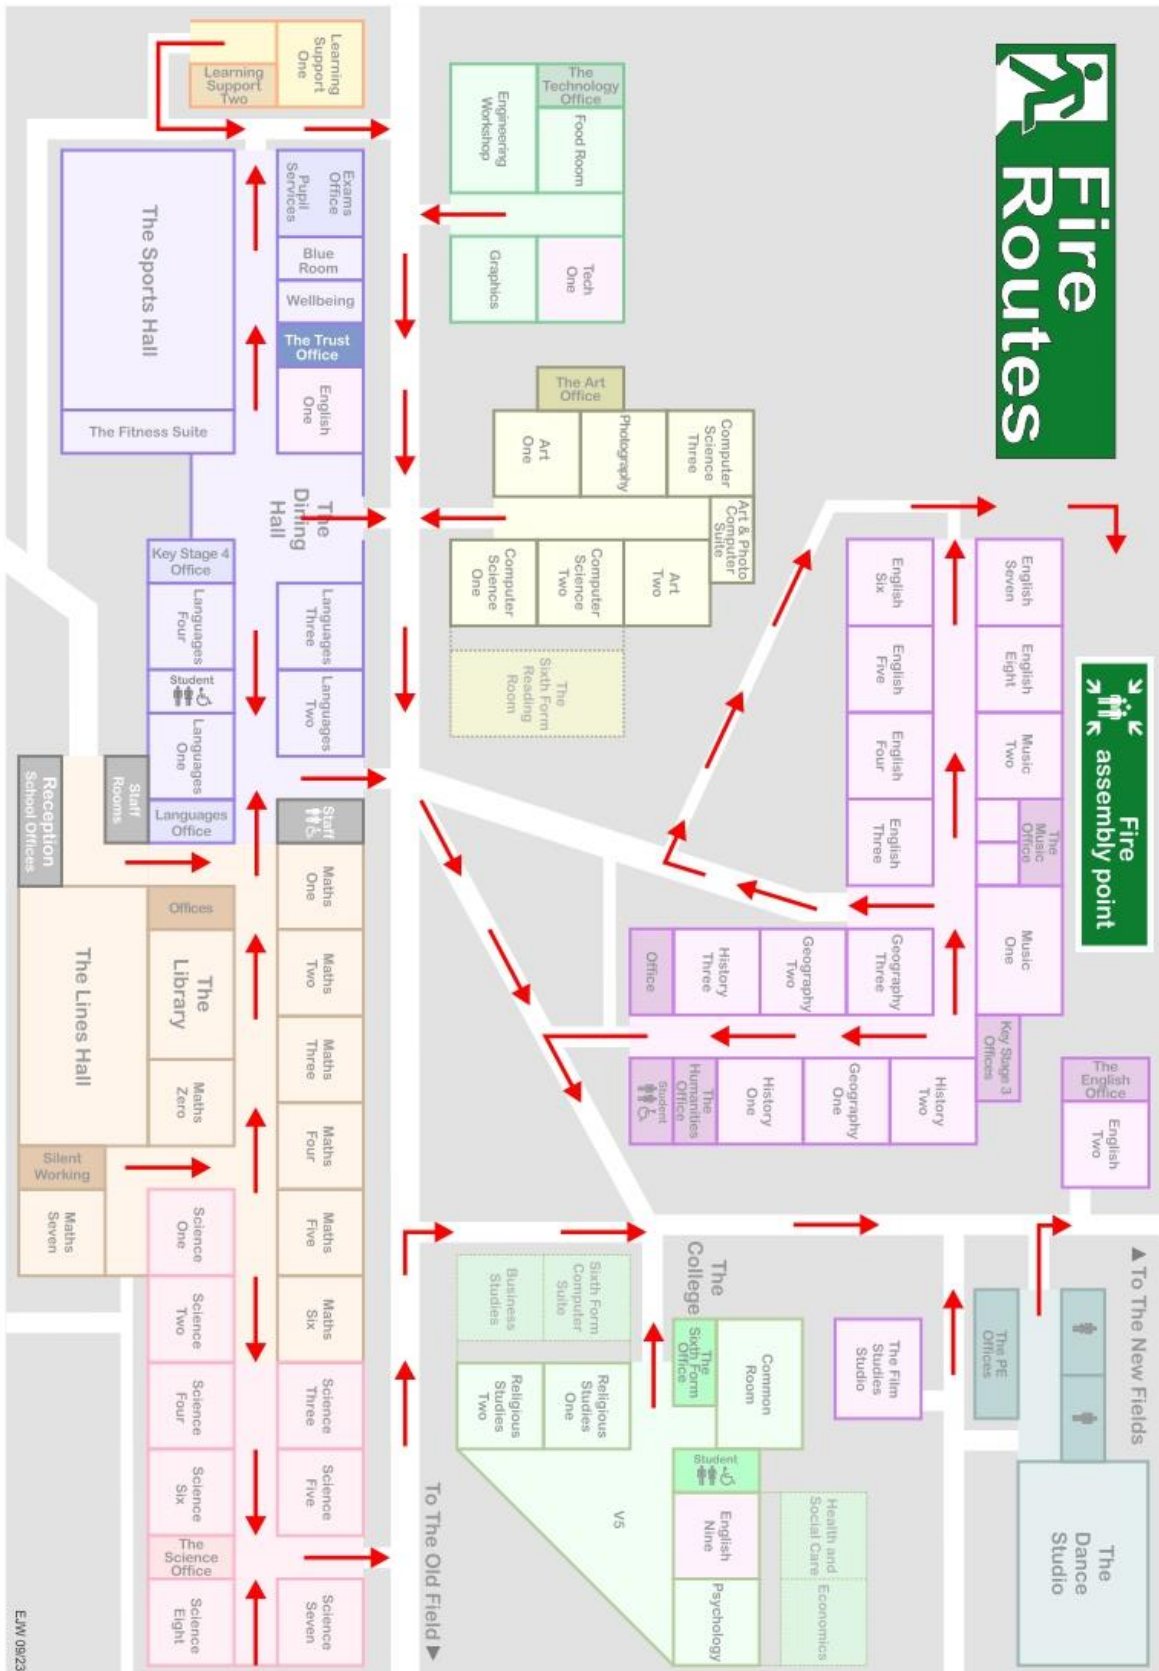 Fire
Routes
Fire
assembly point
Learning
Support
One
Learning
Support
Two
The
Technology
Office
Engineering
Workshop
Food Room
Graphics
Tech
One
Exams
Office
Pupil
Services
Blue
Room
Wellbeing
The Trust
Office
English
One
The Sports Hall
The Fitness Suite
The
Dining
Hall
The Art
Office
Art
One
Photography
Computer
Science
Three
Art & Photo
Computer
Suite
Computer
Science
One
Computer
Science
Two
Art
Two
The
Sixth Form
Reading
Room
Key Stage 4
Office
Languages
Four
Student
Languages
One
Languages
Office
Languages
Three
Languages
Two
Staff
Rooms
Reception
School Offices
Staff
English
Six
English
Five
English
Four
English
Three
English
Seven
English
Eight
Music
Two
The
Music
Office
Music
One
Key Stage 3
Offices
Office
History
Three
Geography
Two
Geography
Three
Student
The
Humanities
Office
History
One
Geography
One
History
Two
The
English Office
English
Two
Offices
The
Library
Maths
Zero
The Lines Hall
Silent
Working
Maths
Seven
Maths
One
Maths
Two
Maths
Three
Maths
Four
Maths
Five
Maths
Six
Science
One
Science
Two
Science
Four
Science
Six
The
Science
Office
Science
Eight
Science
Three
Science
Five
Science
Seven
Business
Studies
Sixth Form
Computer
Suite
The
College
The
Sixth Form
Office
Common
Room
Religious
Studies
Two
Religious
Studies
One
V5
Student
English
Nine
Psychology
Health and
Social Care
Economics
The Film
Studies
Studio
The PE
Offices
The
Dance
Studio
▲ To The New Fields
To The Old Field ▼
EJW 09/23